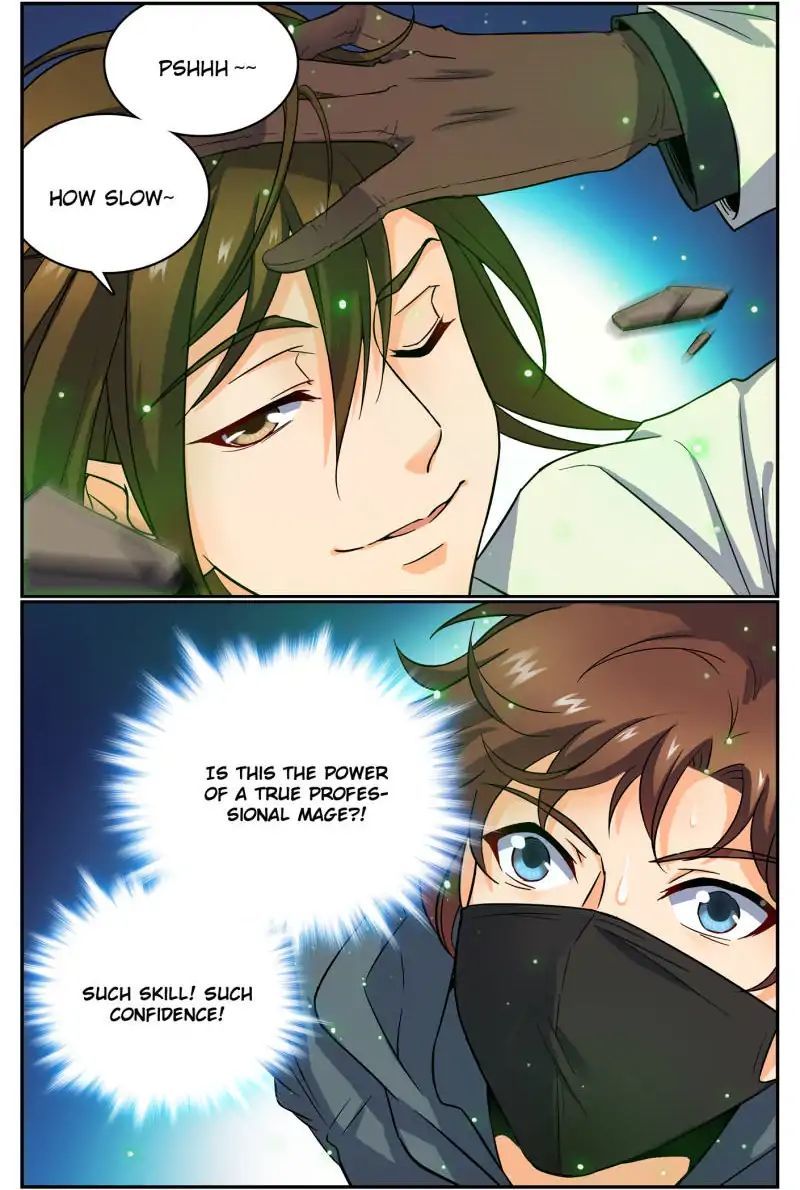 PSHHH ~~
HOW SLOW~
IS THIS THE POWER
OF A TRUE PROFES-
SIONAL MAGE?!
SUCH SKILL! SUCH
CONFIDENCE!